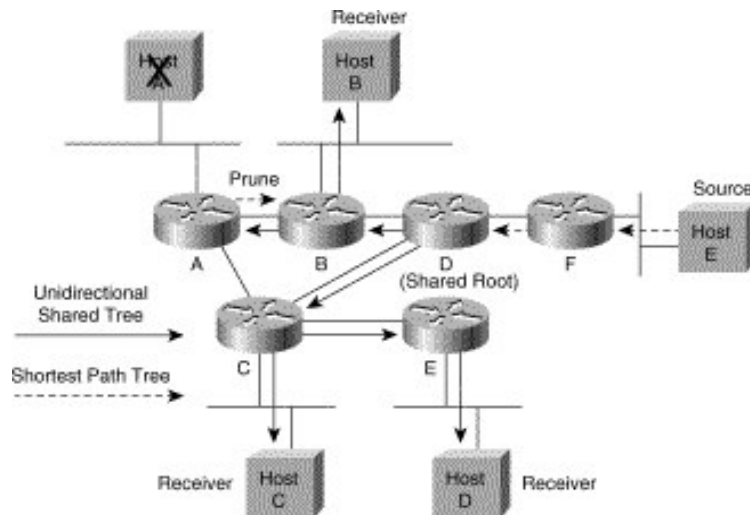 Receiver
Host
A
Host
B
Prune
Source
Host
E
A
B
D
F
(Shared Root)
Unidirectional
Shared Tree
C
E
Shortest Path Tree
Receiver
Host
C
Host
D
Receiver